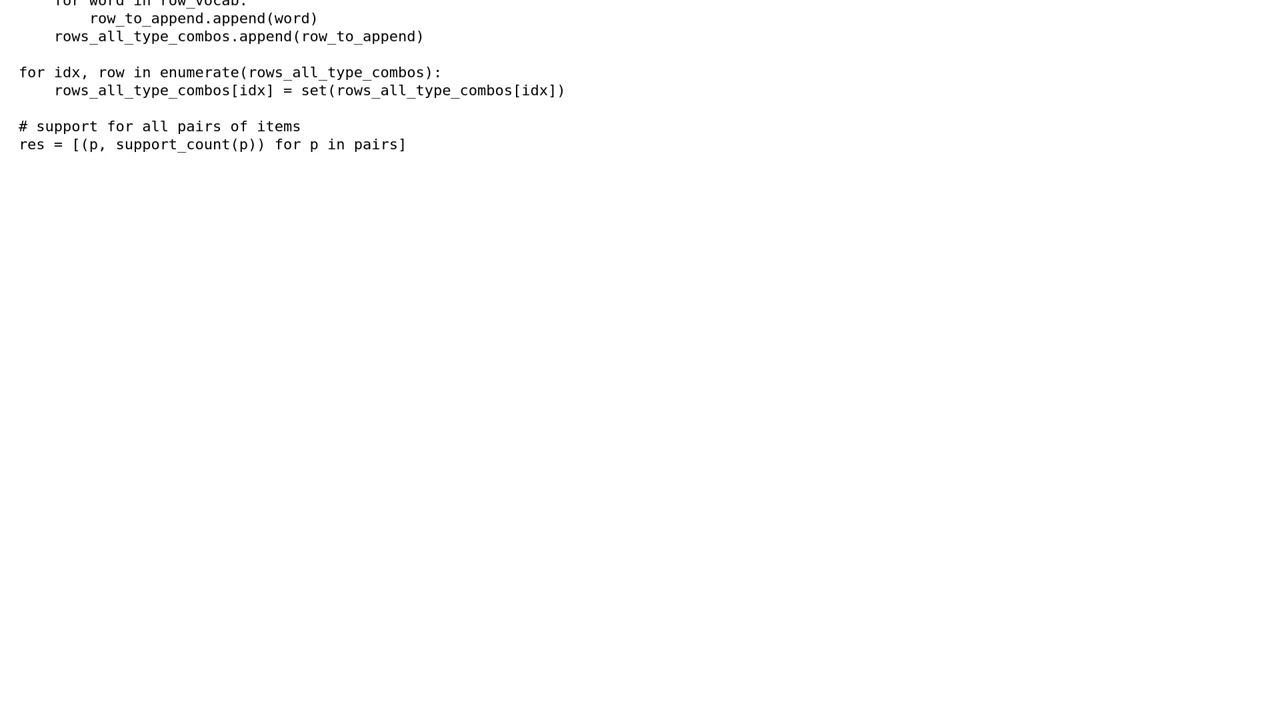 for word in row_vocab:
        row_to_append.append(word)
    rows_all_type_combos.append(row_to_append)

for idx, row in enumerate(rows_all_type_combos):
    rows_all_type_combos[idx] = set(rows_all_type_combos[idx])

# support for all pairs of items
res = [(p, support_count(p)) for p in pairs]